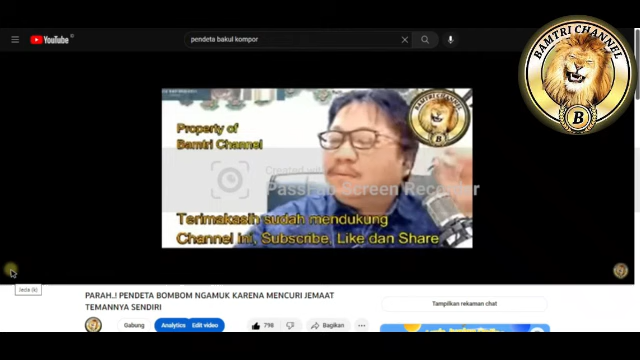 YouTube
pendeta bakul kompor
BAMTRI CHANNEL
B
Property of
Bamtri Channel
BAMTRI CHANNEL
PassFab Screen Recorder
Terimakasih sudah mendukung
Channel ini, Subscribe, Like dan Share
Jeda (k)
PARAH..! PENDETA BOMBOM NGAMUK KARENA MENCURI JEMAAT
TEMANNYA SENDIRI
Tampilkan rekaman chat
Gabung
Analytics
Edit video
798
Bagikan